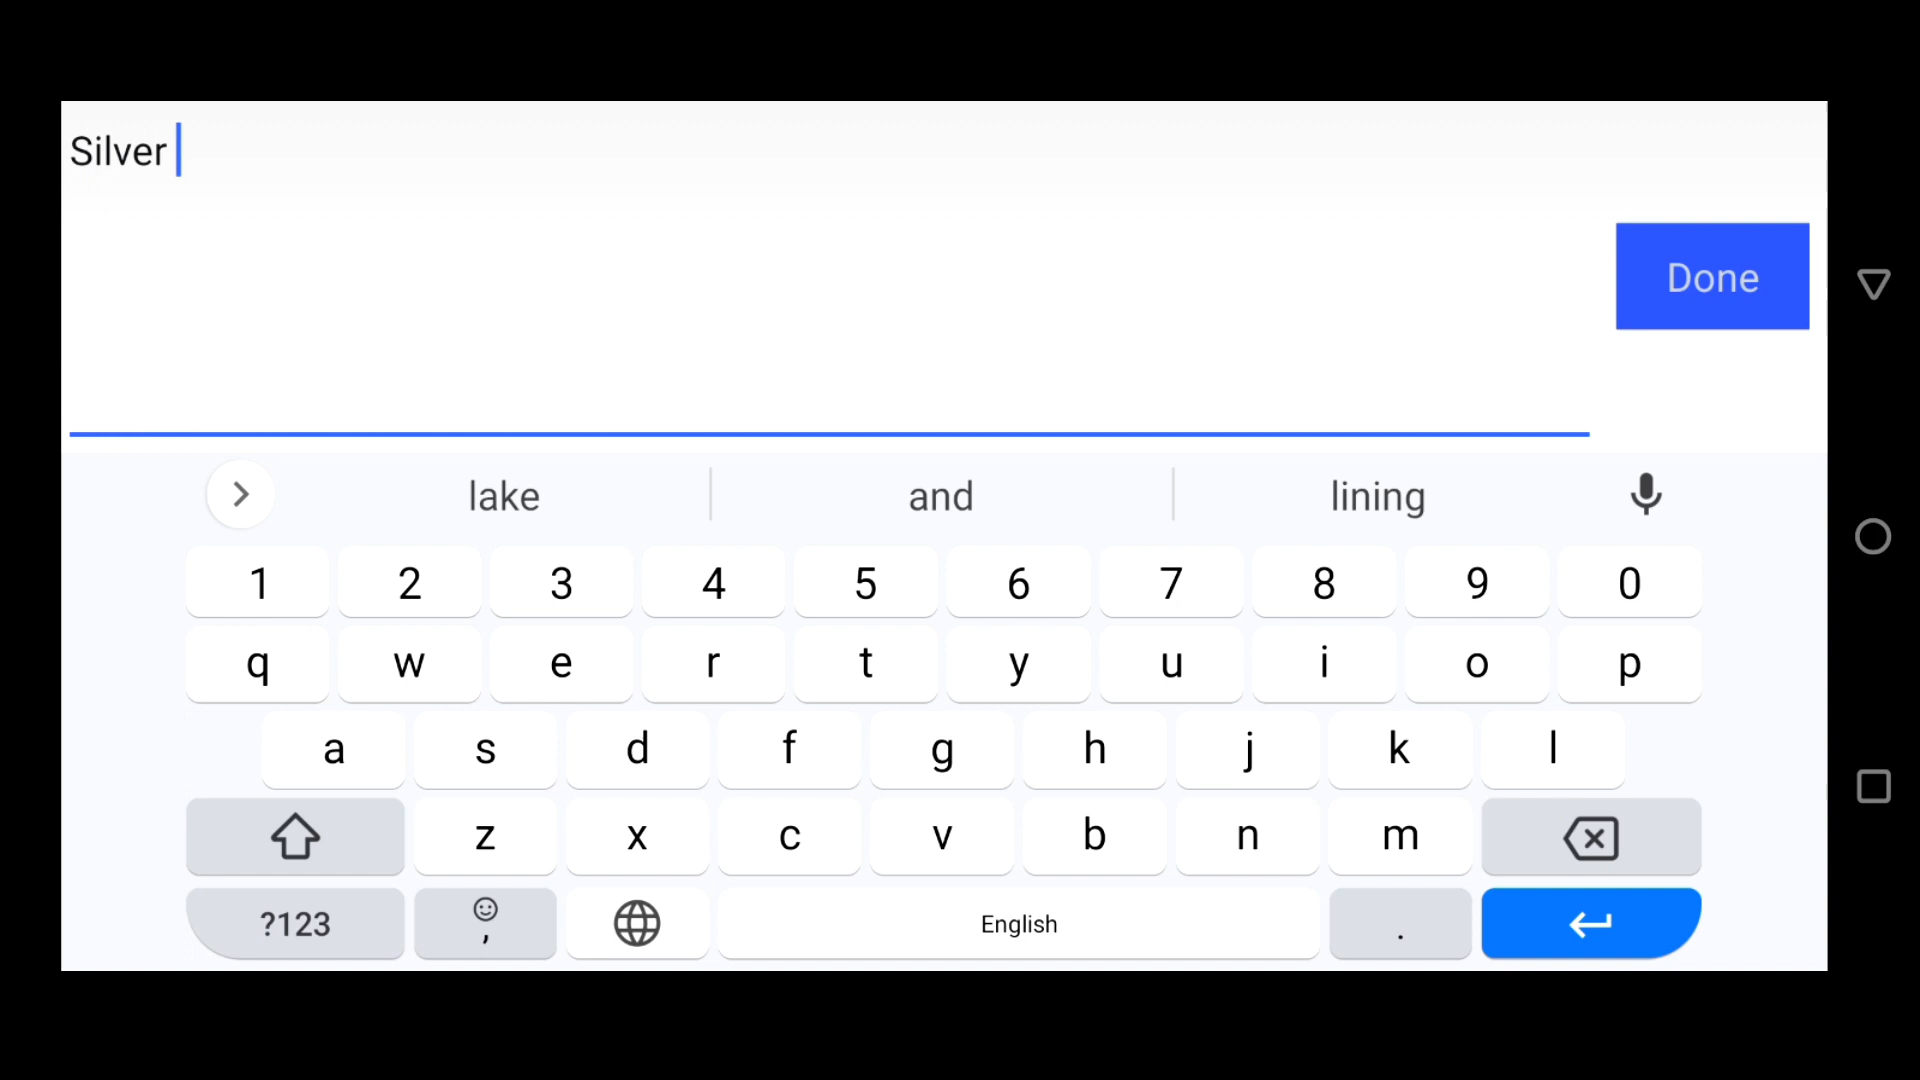 Silver
Done
lake and lining
1 2 3 4 5 6 7 8 9 0
q w e r t y u i o p
a s d f g h j k l
z x c v b n m
?123 , English .